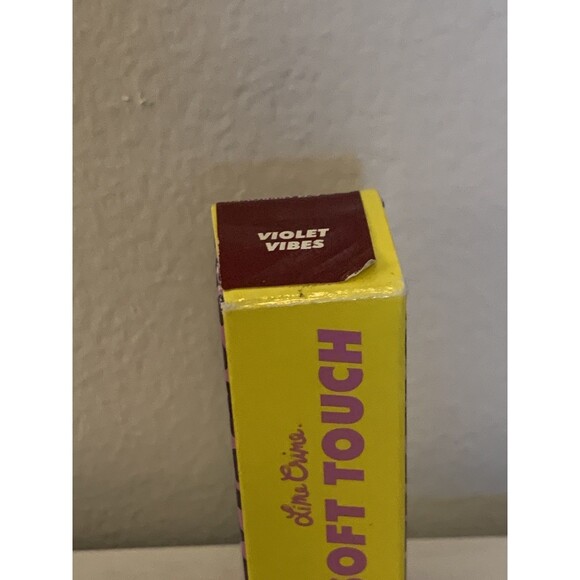 VIOLET
VIBES
Lime Crime.
SOFT TOUCH